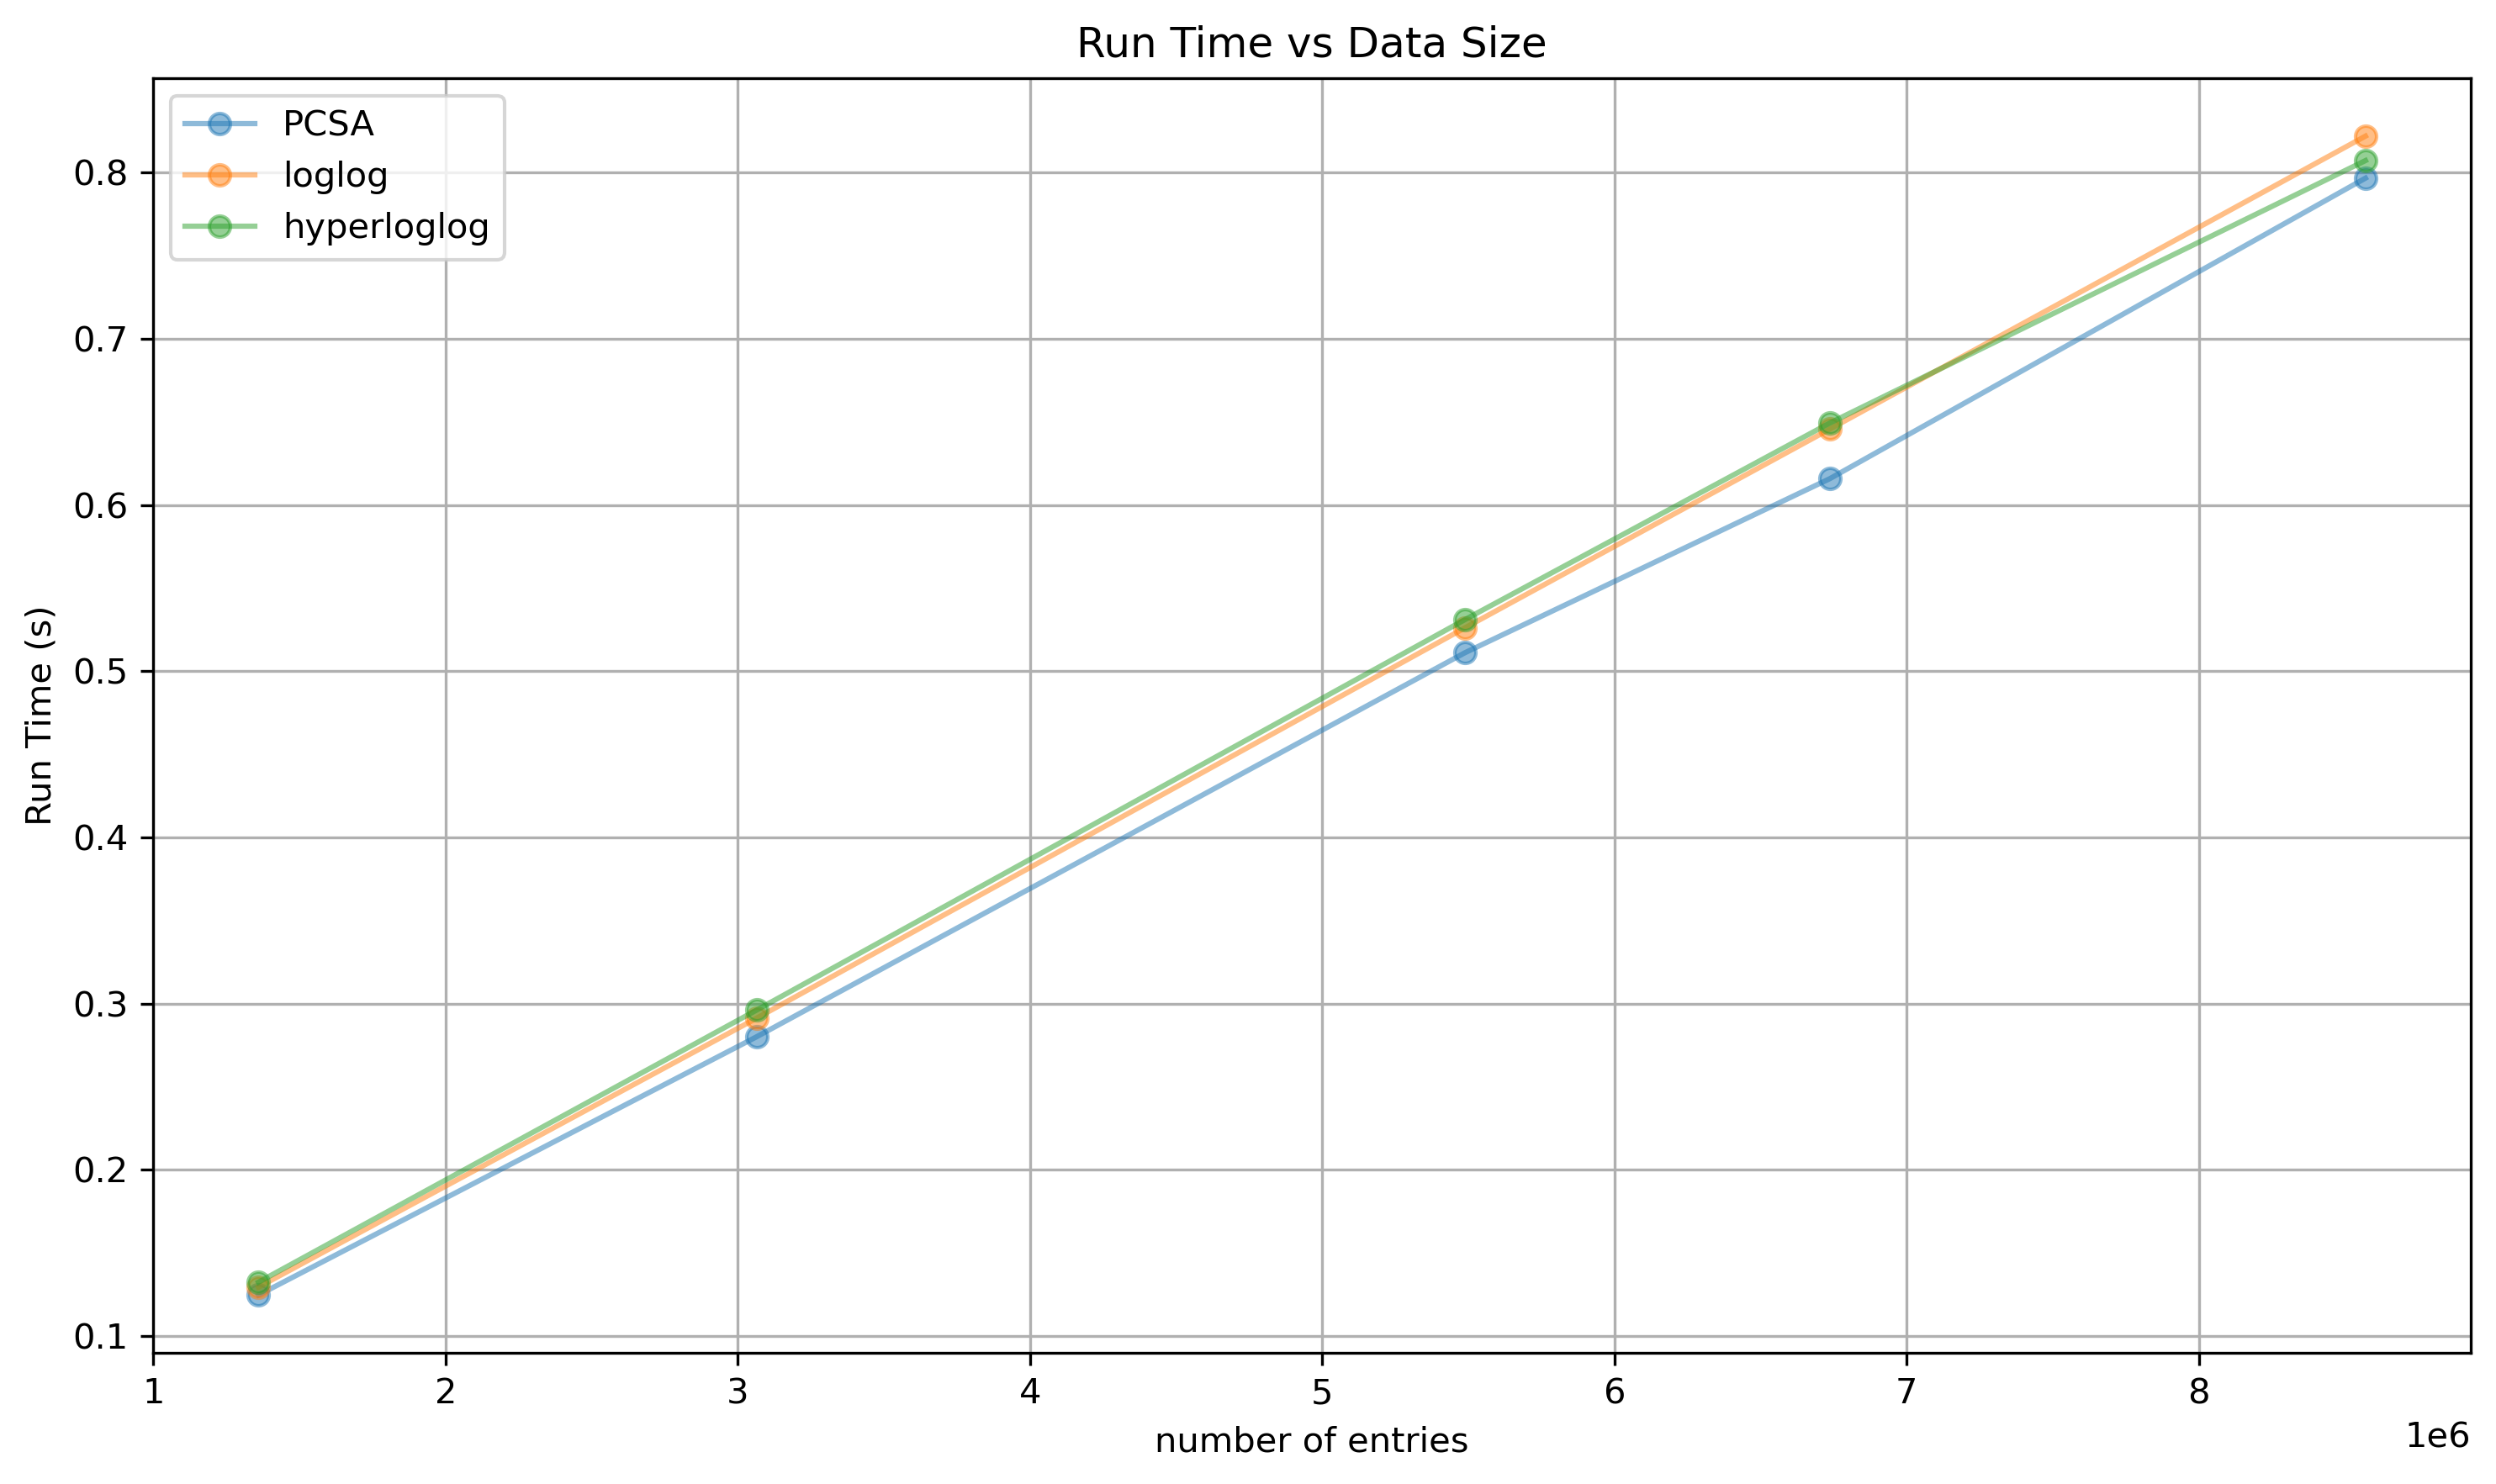 Run Time vs Data Size
PCSA
loglog
hyperloglog
0.8
0.7
0.6
0.5
0.4
0.3
0.2
0.1
Run Time (s)
1 2 3 4 5 6 7 8
1e6
number of entries